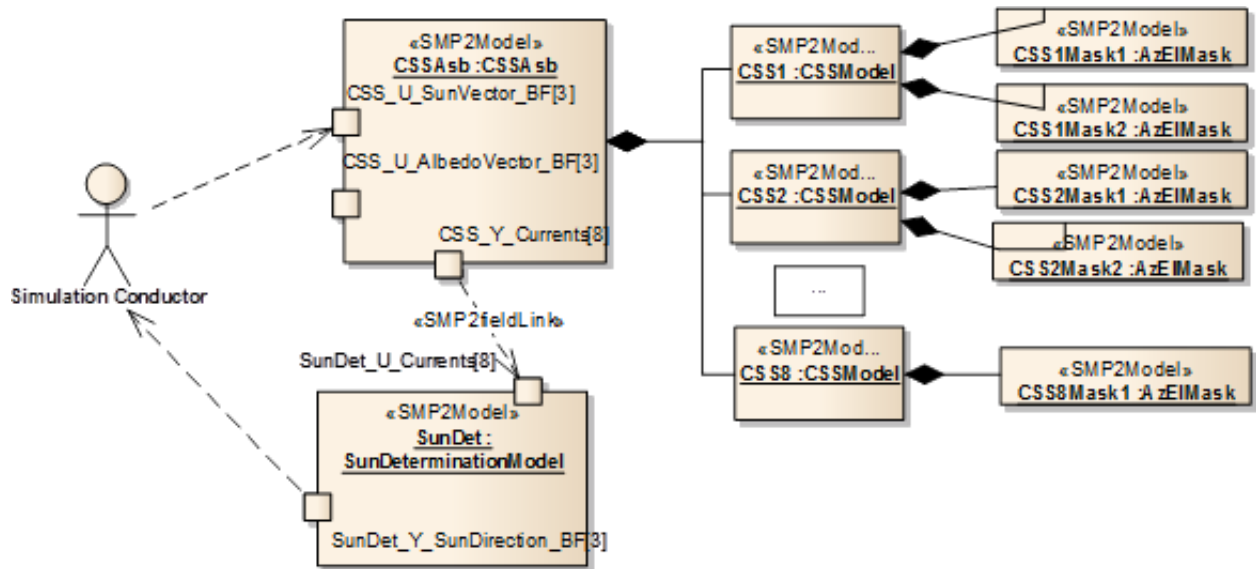 «SMP2Model»
CSSAsb :CSSAsb
CSS_U_SunVector_BF[3]
CSS_U_AlbedoVector_BF[3]
CSS_Y_Currents[8]
Simulation Conductor
«SMP2fieldLink»
SunDet_U_Currents[8]
«SMP2Model»
SunDet :
SunDeterminationModel
SunDet_Y_SunDirection_BF[3]
«SMP2Mod...
CSS1 :CSSModel
«SMP2Model»
CSS1Mask1 :AzElMask
«SMP2Model»
CSS1Mask2 :AzElMask
«SMP2Mod...
CSS2 :CSSModel
«SMP2Model»
CSS2Mask1 :AzElMask
«SMP2Model»
CSS2Mask2 :AzElMask
...
«SMP2Mod...
CSS8 :CSSModel
«SMP2Model»
CSS8Mask1 :AzElMask